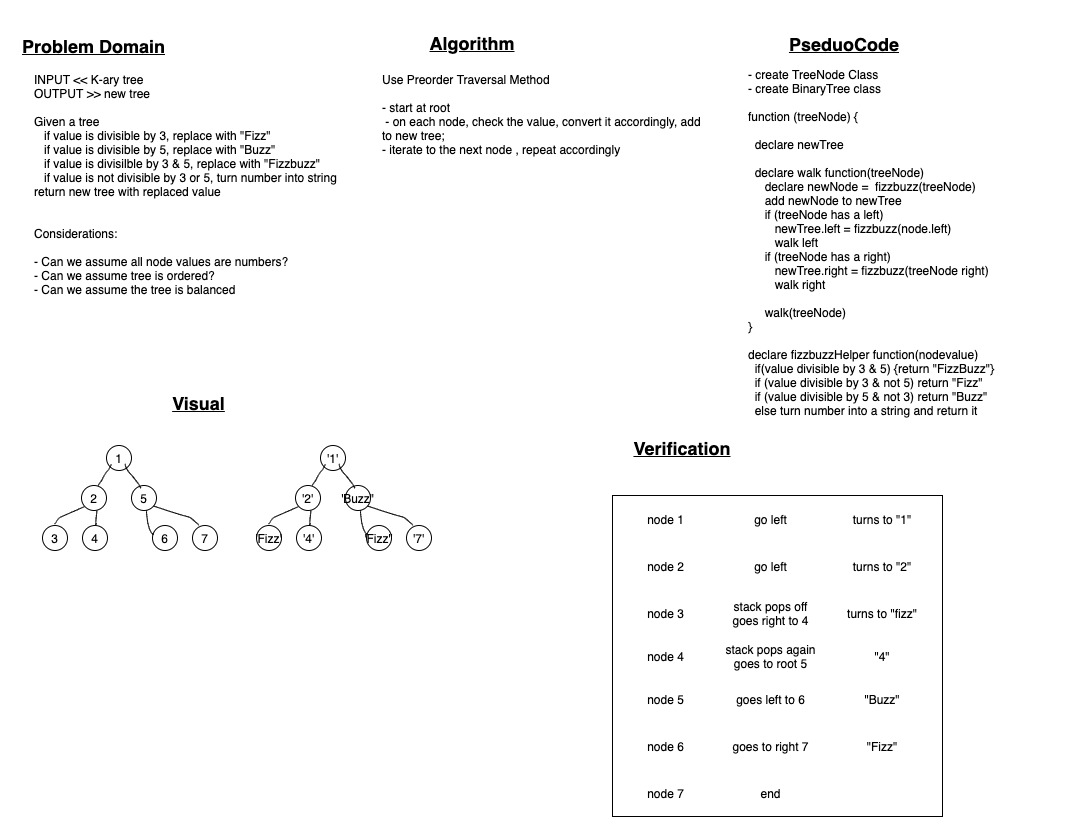 Problem Domain
INPUT << K-ary tree
OUTPUT >> new tree
Given a tree
if value is divisible by 3, replace with "Fizz"
if value is divisible by 5, replace with "Buzz"
if value is divisilble by 3 & 5, replace with "Fizzbuzz"
if value is not divisible by 3 or 5, turn number into string
return new tree with replaced value
Considerations:
- Can we assume all node values are numbers?
- Can we assume tree is ordered?
- Can we assume the tree is balanced
Algorithm
Use Preorder Traversal Method
- start at root
- on each node, check the value, convert it accordingly, add
to new tree;
- iterate to the next node , repeat accordingly
PseduoCode
- create TreeNode Class
- create BinaryTree class
function (treeNode) {
declare newTree
declare walk function(treeNode)
declare newNode =  fizzbuzz(treeNode)
add newNode to newTree
if (treeNode has a left)
newTree.left = fizzbuzz(node.left)
walk left
if (treeNode has a right)
newTree.right = fizzbuzz(treeNode right)
walk right
walk(treeNode)
}
declare fizzbuzzHelper function(nodevalue)
if(value divisible by 3 & 5) {return "FizzBuzz"}
if (value divisible by 3 & not 5) return "Fizz"
if (value divisible by 5 & not 3) return "Buzz"
else turn number into a string and return it
Visual
1
2 5
3 4 6 7
'1'
'2' 'Buzz'
'Fizz' '4' 'Fizz' '7'
Verification
node 1 go left turns to "1"
node 2 go left turns to "2"
node 3 stack pops off
goes right to 4 turns to "fizz"
node 4 stack pops again
goes to root 5 "4"
node 5 goes left to 6 "Buzz"
node 6 goes to right 7 "Fizz"
node 7 end